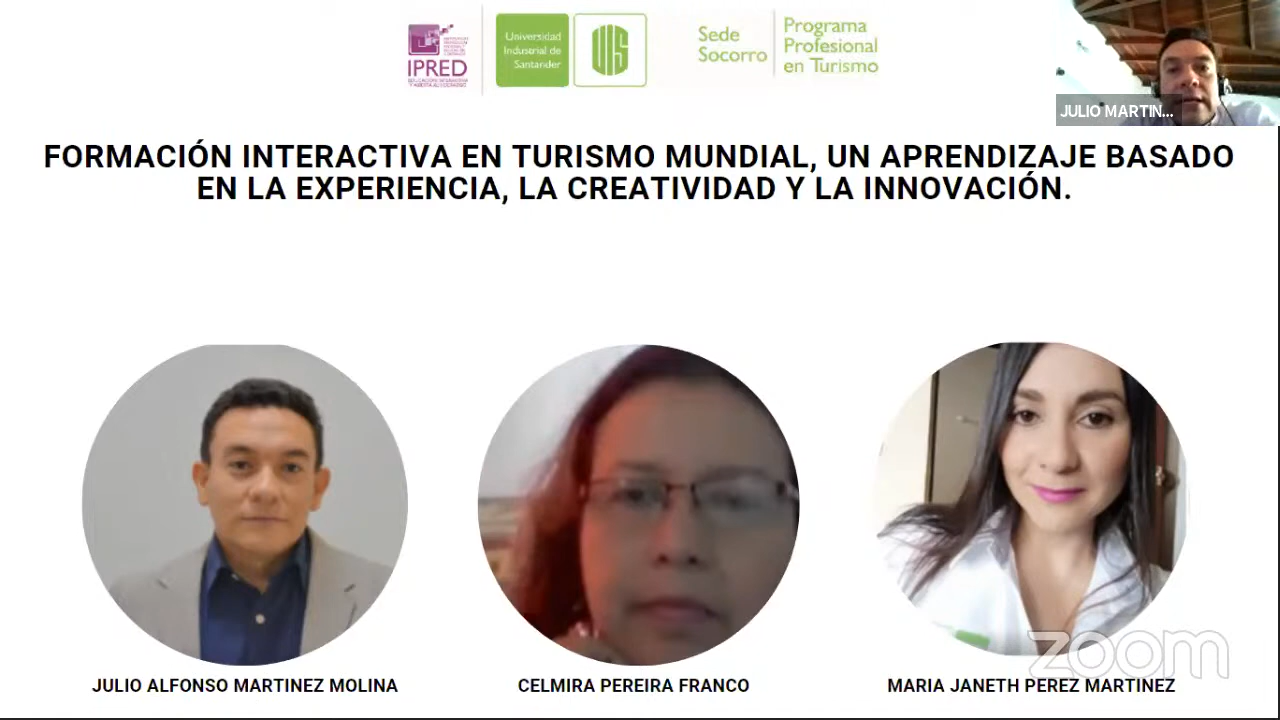 IPRED
Universidad
Industrial de
Santander
UIS
Sede
Socorro
Programa
Profesional
en Turismo
JULIO MARTIN...
FORMACIÓN INTERACTIVA EN TURISMO MUNDIAL, UN APRENDIZAJE BASADO
EN LA EXPERIENCIA, LA CREATIVIDAD Y LA INNOVACIÓN.
zoom
JULIO ALFONSO MARTINEZ MOLINA
CELMIRA PEREIRA FRANCO
MARIA JANETH PEREZ MARTINEZ